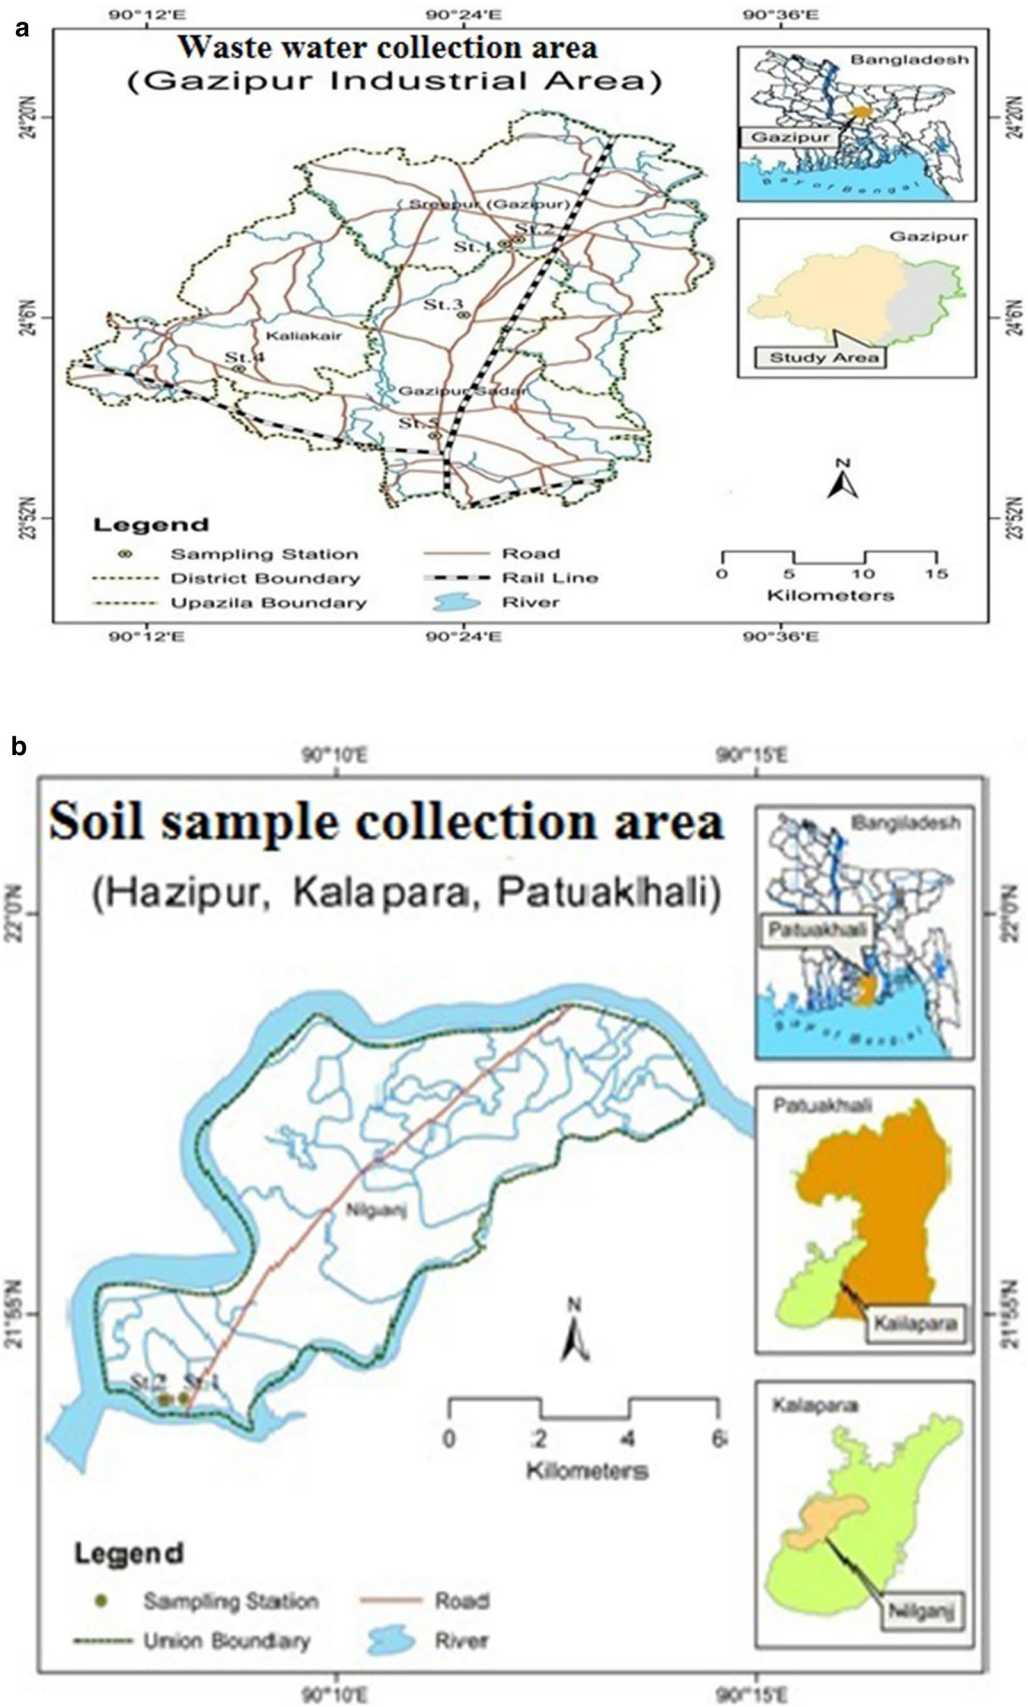 a
90°12'E 90°24'E 90°36'E
Waste water collection area
(Gazipur Industrial Area)
Bangladesh
Gazipur
Bay of Bengal
24°20'N 24°20'N
Sreepur (Gazipur)
St.2
St.1
Gazipur
St.3
24°6'N 24°6'N
Kaliakair
St.4
Study Area
Gazipur Sadar
St.5
N
23°52'N 23°52'N
Legend
Sampling Station Road
District Boundary Rail Line
Upazila Boundary River
0 5 10 15
Kilometers
90°12'E 90°24'E 90°36'E
b
90°10'E 90°15'E
Soil sample collection area
(Hazipur, Kalapara, Patuakhali)
Bangladesh
22°0'N 22°0'N
Patuakhali
Bay of Bengal
Patuakhali
Nilganj
21°55'N 21°55'N
Kalapara
N
St.2 St.1
0 2 4 6
Kilometers
Kalapara
Legend
Sampling Station Road
Union Boundary River
Nilganj
90°10'E 90°15'E